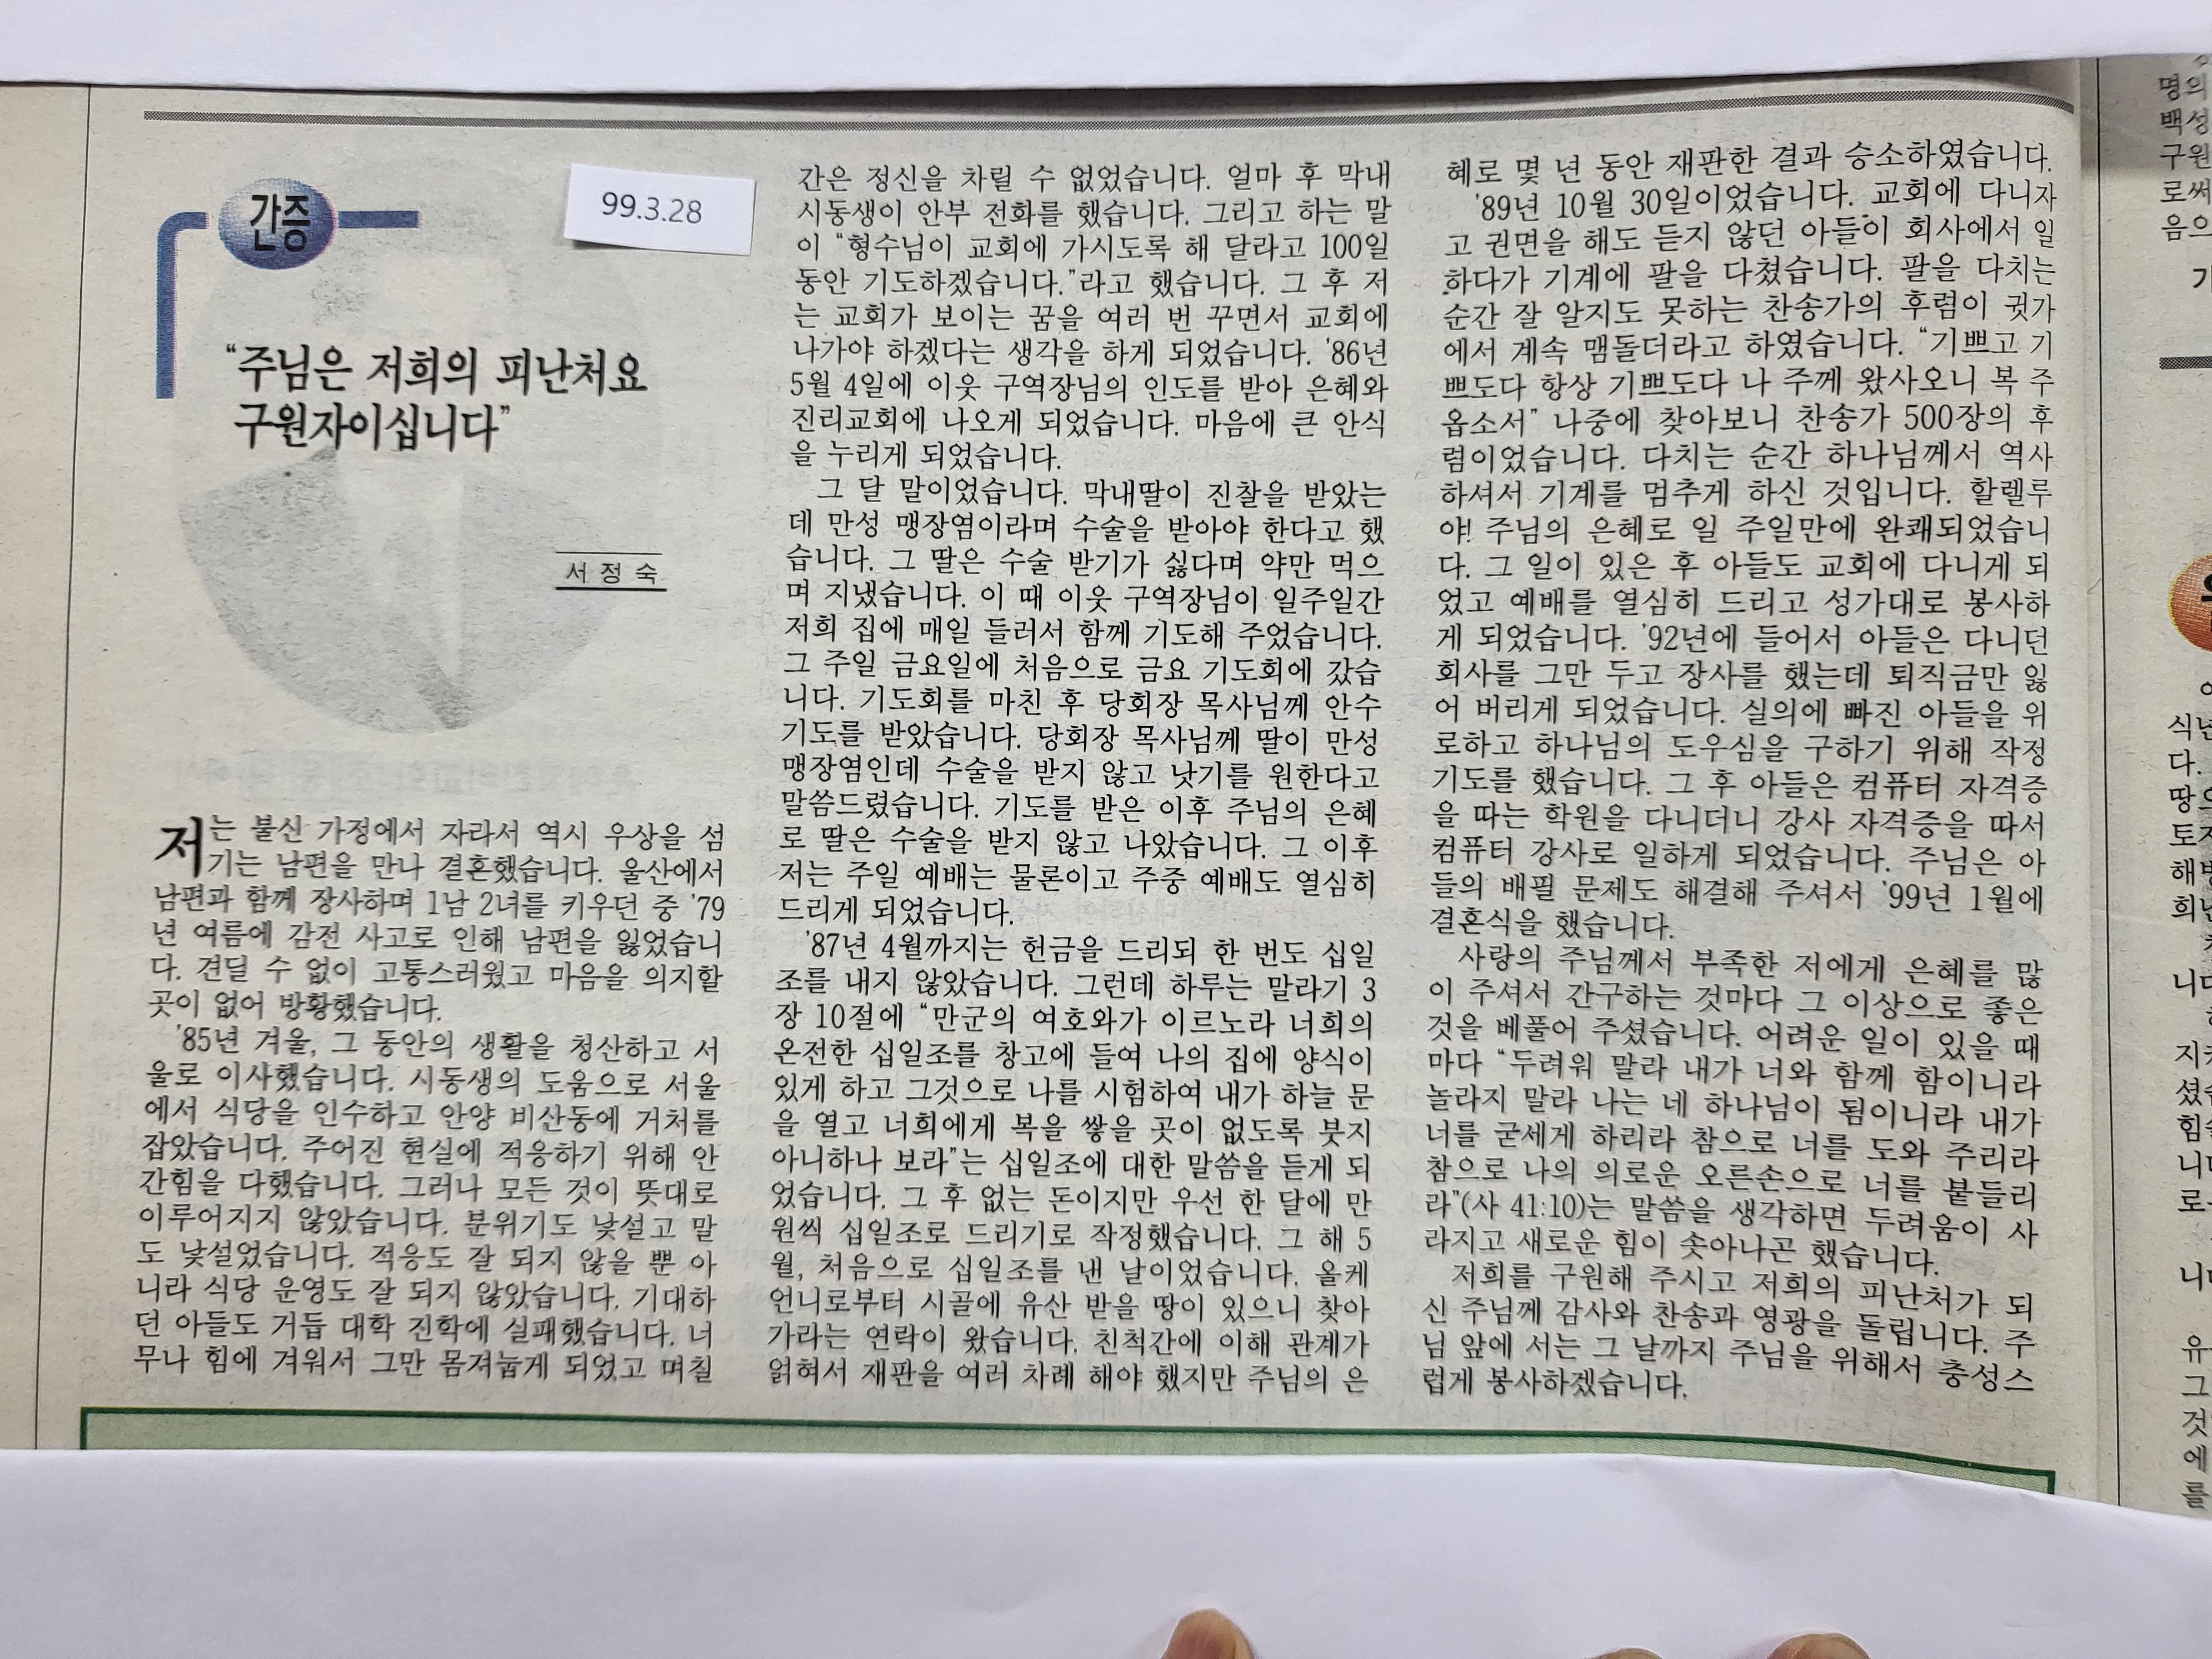 간증
99.3.28
“주님은 저희의 피난처요
구원자이십니다”
서 정 숙
저는 불신 가정에서 자라서 역시 우상을 섬
기는 남편을 만나 결혼했습니다. 울산에서
남편과 함께 장사하며 1남 2녀를 키우던 중 '79
년 여름에 감전 사고로 인해 남편을 잃었습니
다. 견딜 수 없이 고통스러웠고 마음을 의지할
곳이 없어 방황했습니다.
'85년 겨울, 그 동안의 생활을 청산하고 서
울로 이사했습니다. 시동생의 도움으로 서울
에서 식당을 인수하고 안양 비산동에 거처를
잡았습니다. 주어진 현실에 적응하기 위해 안
간힘을 다했습니다. 그러나 모든 것이 뜻대로
이루어지지 않았습니다. 분위기도 낯설고 말
도 낯설었습니다. 적응도 잘 되지 않을 뿐 아
니라 식당 운영도 잘 되지 않았습니다. 기대하
던 아들도 거듭 대학 진학에 실패했습니다. 너
무나 힘에 겨워서 그만 몸져눕게 되었고 며칠
간은 정신을 차릴 수 없었습니다. 얼마 후 막내
시동생이 안부 전화를 했습니다. 그리고 하는 말
이 “형수님이 교회에 가시도록 해 달라고 100일
동안 기도하겠습니다.”라고 했습니다. 그 후 저
는 교회가 보이는 꿈을 여러 번 꾸면서 교회에
나가야 하겠다는 생각을 하게 되었습니다. '86년
5월 4일에 이웃 구역장님의 인도를 받아 은혜와
진리교회에 나오게 되었습니다. 마음에 큰 안식
을 누리게 되었습니다.
그 달 말이었습니다. 막내딸이 진찰을 받았는
데 만성 맹장염이라며 수술을 받아야 한다고 했
습니다. 그 딸은 수술 받기가 싫다며 약만 먹으
며 지냈습니다. 이 때 이웃 구역장님이 일주일간
저희 집에 매일 들러서 함께 기도해 주었습니다.
그 주일 금요일에 처음으로 금요 기도회에 갔습
니다. 기도회를 마친 후 당회장 목사님께 안수
기도를 받았습니다. 당회장 목사님께 딸이 만성
맹장염인데 수술을 받지 않고 낫기를 원한다고
말씀드렸습니다. 기도를 받은 이후 주님의 은혜
로 딸은 수술을 받지 않고 나았습니다. 그 이후
저는 주일 예배는 물론이고 주중 예배도 열심히
드리게 되었습니다.
'87년 4월까지는 헌금을 드리되 한 번도 십일
조를 내지 않았습니다. 그런데 하루는 말라기 3
장 10절에 “만군의 여호와가 이르노라 너희의
온전한 십일조를 창고에 들여 나의 집에 양식이
있게 하고 그것으로 나를 시험하여 내가 하늘 문
을 열고 너희에게 복을 쌓을 곳이 없도록 붓지
아니하나 보라”는 십일조에 대한 말씀을 듣게 되
었습니다. 그 후 없는 돈이지만 우선 한 달에 만
원씩 십일조로 드리기로 작정했습니다. 그 해 5
월, 처음으로 십일조를 낸 날이었습니다. 올케
언니로부터 시골에 유산 받을 땅이 있으니 찾아
가라는 연락이 왔습니다. 친척간에 이해 관계가
얽혀서 재판을 여러 차례 해야 했지만 주님의 은
혜로 몇 년 동안 재판한 결과 승소하였습니다.
'89년 10월 30일이었습니다. 교회에 다니자
고 권면을 해도 듣지 않던 아들이 회사에서 일
하다가 기계에 팔을 다쳤습니다. 팔을 다치는
순간 잘 알지도 못하는 찬송가의 후렴이 귓가
에서 계속 맴돌더라고 하였습니다. “기쁘고 기
쁘도다 항상 기쁘도다 나 주께 왔사오니 복 주
옵소서” 나중에 찾아보니 찬송가 500장의 후
렴이었습니다. 다치는 순간 하나님께서 역사
하셔서 기계를 멈추게 하신 것입니다. 할렐루
야! 주님의 은혜로 일 주일만에 완쾌되었습니
다. 그 일이 있은 후 아들도 교회에 다니게 되
었고 예배를 열심히 드리고 성가대로 봉사하
게 되었습니다. '92년에 들어서 아들은 다니던
회사를 그만 두고 장사를 했는데 퇴직금만 잃
어 버리게 되었습니다. 실의에 빠진 아들을 위
로하고 하나님의 도우심을 구하기 위해 작정
기도를 했습니다. 그 후 아들은 컴퓨터 자격증
을 따는 학원을 다니더니 강사 자격증을 따서
컴퓨터 강사로 일하게 되었습니다. 주님은 아
들의 배필 문제도 해결해 주셔서 '99년 1월에
결혼식을 했습니다.
사랑의 주님께서 부족한 저에게 은혜를 많
이 주셔서 간구하는 것마다 그 이상으로 좋은
것을 베풀어 주셨습니다. 어려운 일이 있을 때
마다 “두려워 말라 내가 너와 함께 함이니라
놀라지 말라 나는 네 하나님이 됨이니라 내가
너를 굳세게 하리라 참으로 너를 도와 주리라
참으로 나의 의로운 오른손으로 너를 붙들리
라”(사 41:10)는 말씀을 생각하면 두려움이 사
라지고 새로운 힘이 솟아나곤 했습니다.
저희를 구원해 주시고 저희의 피난처가 되
신 주님께 감사와 찬송과 영광을 돌립니다. 주
님 앞에 서는 그 날까지 주님을 위해서 충성스
럽게 봉사하겠습니다.
명의
백성
구원
로써
음으